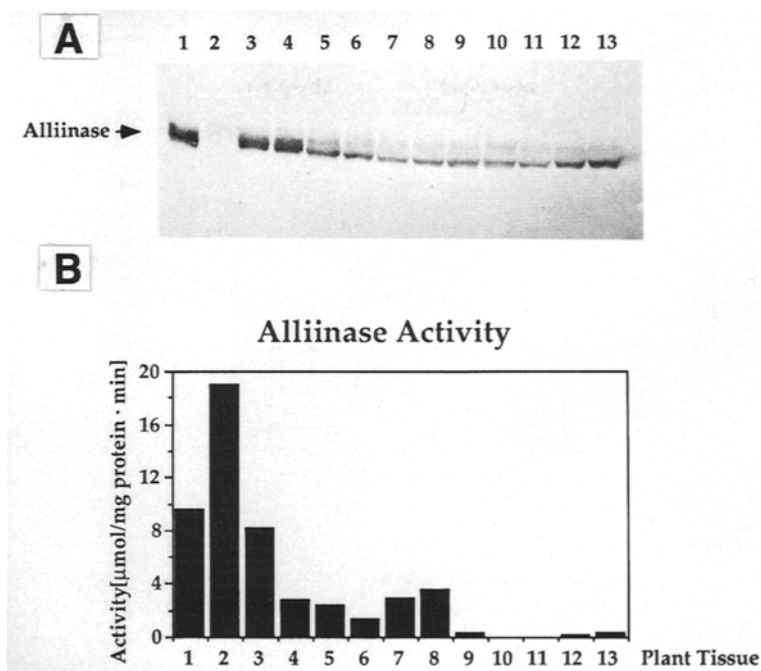 A
1 2 3 4 5 6 7 8 9 10 11 12 13
Alliinase
B
Alliinase Activity
Activity[μmol/mg protein · min]
20
16
12
8
4
0
1 2 3 4 5 6 7 8 9 10 11 12 13 Plant Tissue